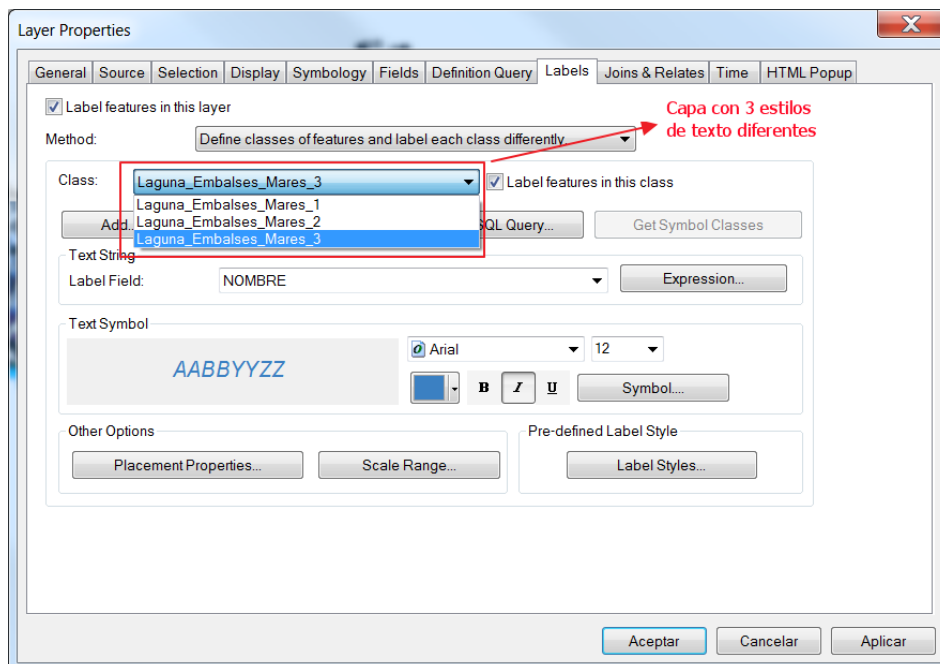 Layer Properties
General Source Selection Display Symbology Fields Definition Query Labels Joins & Relates Time HTML Popup
Label features in this layer
Capa con 3 estilos
de texto diferentes
Method: Define classes of features and label each class differently.
Class: Laguna_Embalses_Mares_3 Label features in this class
Laguna_Embalses_Mares_1
Laguna_Embalses_Mares_2
Laguna_Embalses_Mares_3
Add.. SQL Query... Get Symbol Classes
Text String
Label Field: NOMBRE Expression...
Text Symbol
AABBYYZZ
Arial 12
B I U Symbol....
Other Options
Pre-defined Label Style
Placement Properties... Scale Range... Label Styles...
Aceptar Cancelar Aplicar